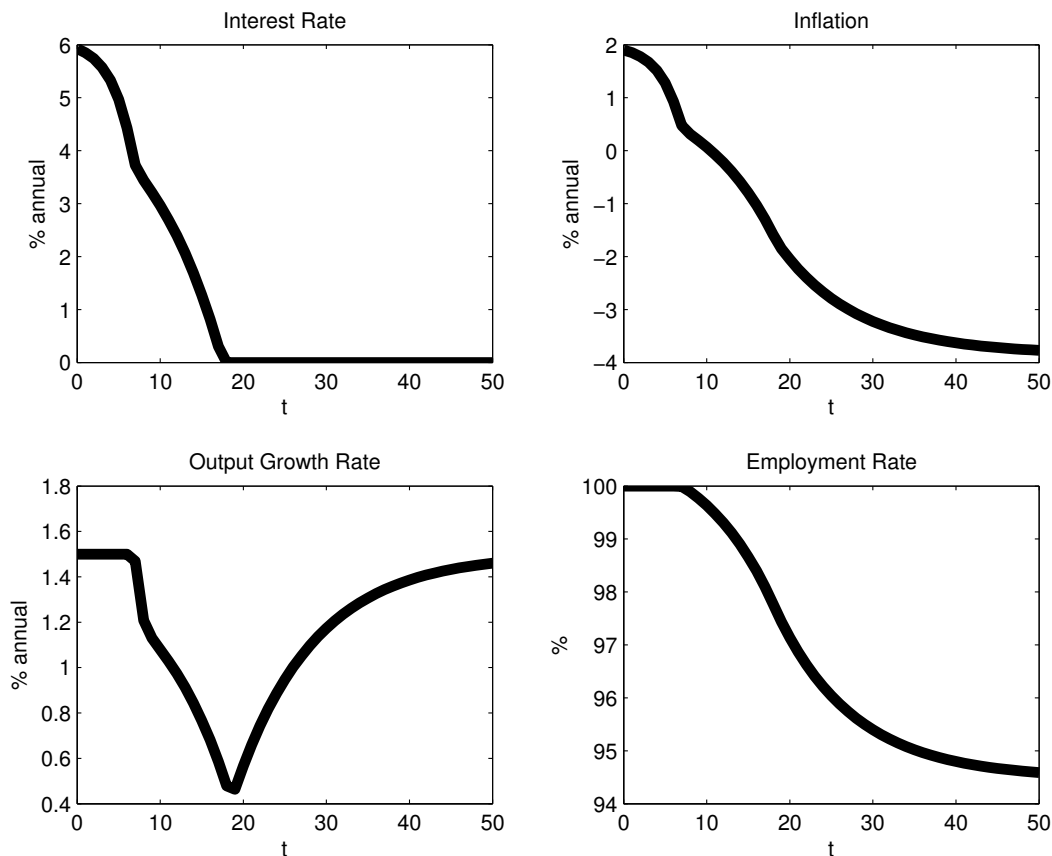 Interest Rate
6
5
4
3
2
1
0
% annual
0 10 20 30 40 50
t
Inflation
2
1
0
−1
−2
−3
−4
% annual
0 10 20 30 40 50
t
Output Growth Rate
1.8
1.6
1.4
1.2
1
0.8
0.6
0.4
% annual
0 10 20 30 40 50
t
Employment Rate
100
99
98
97
96
95
94
%
0 10 20 30 40 50
t